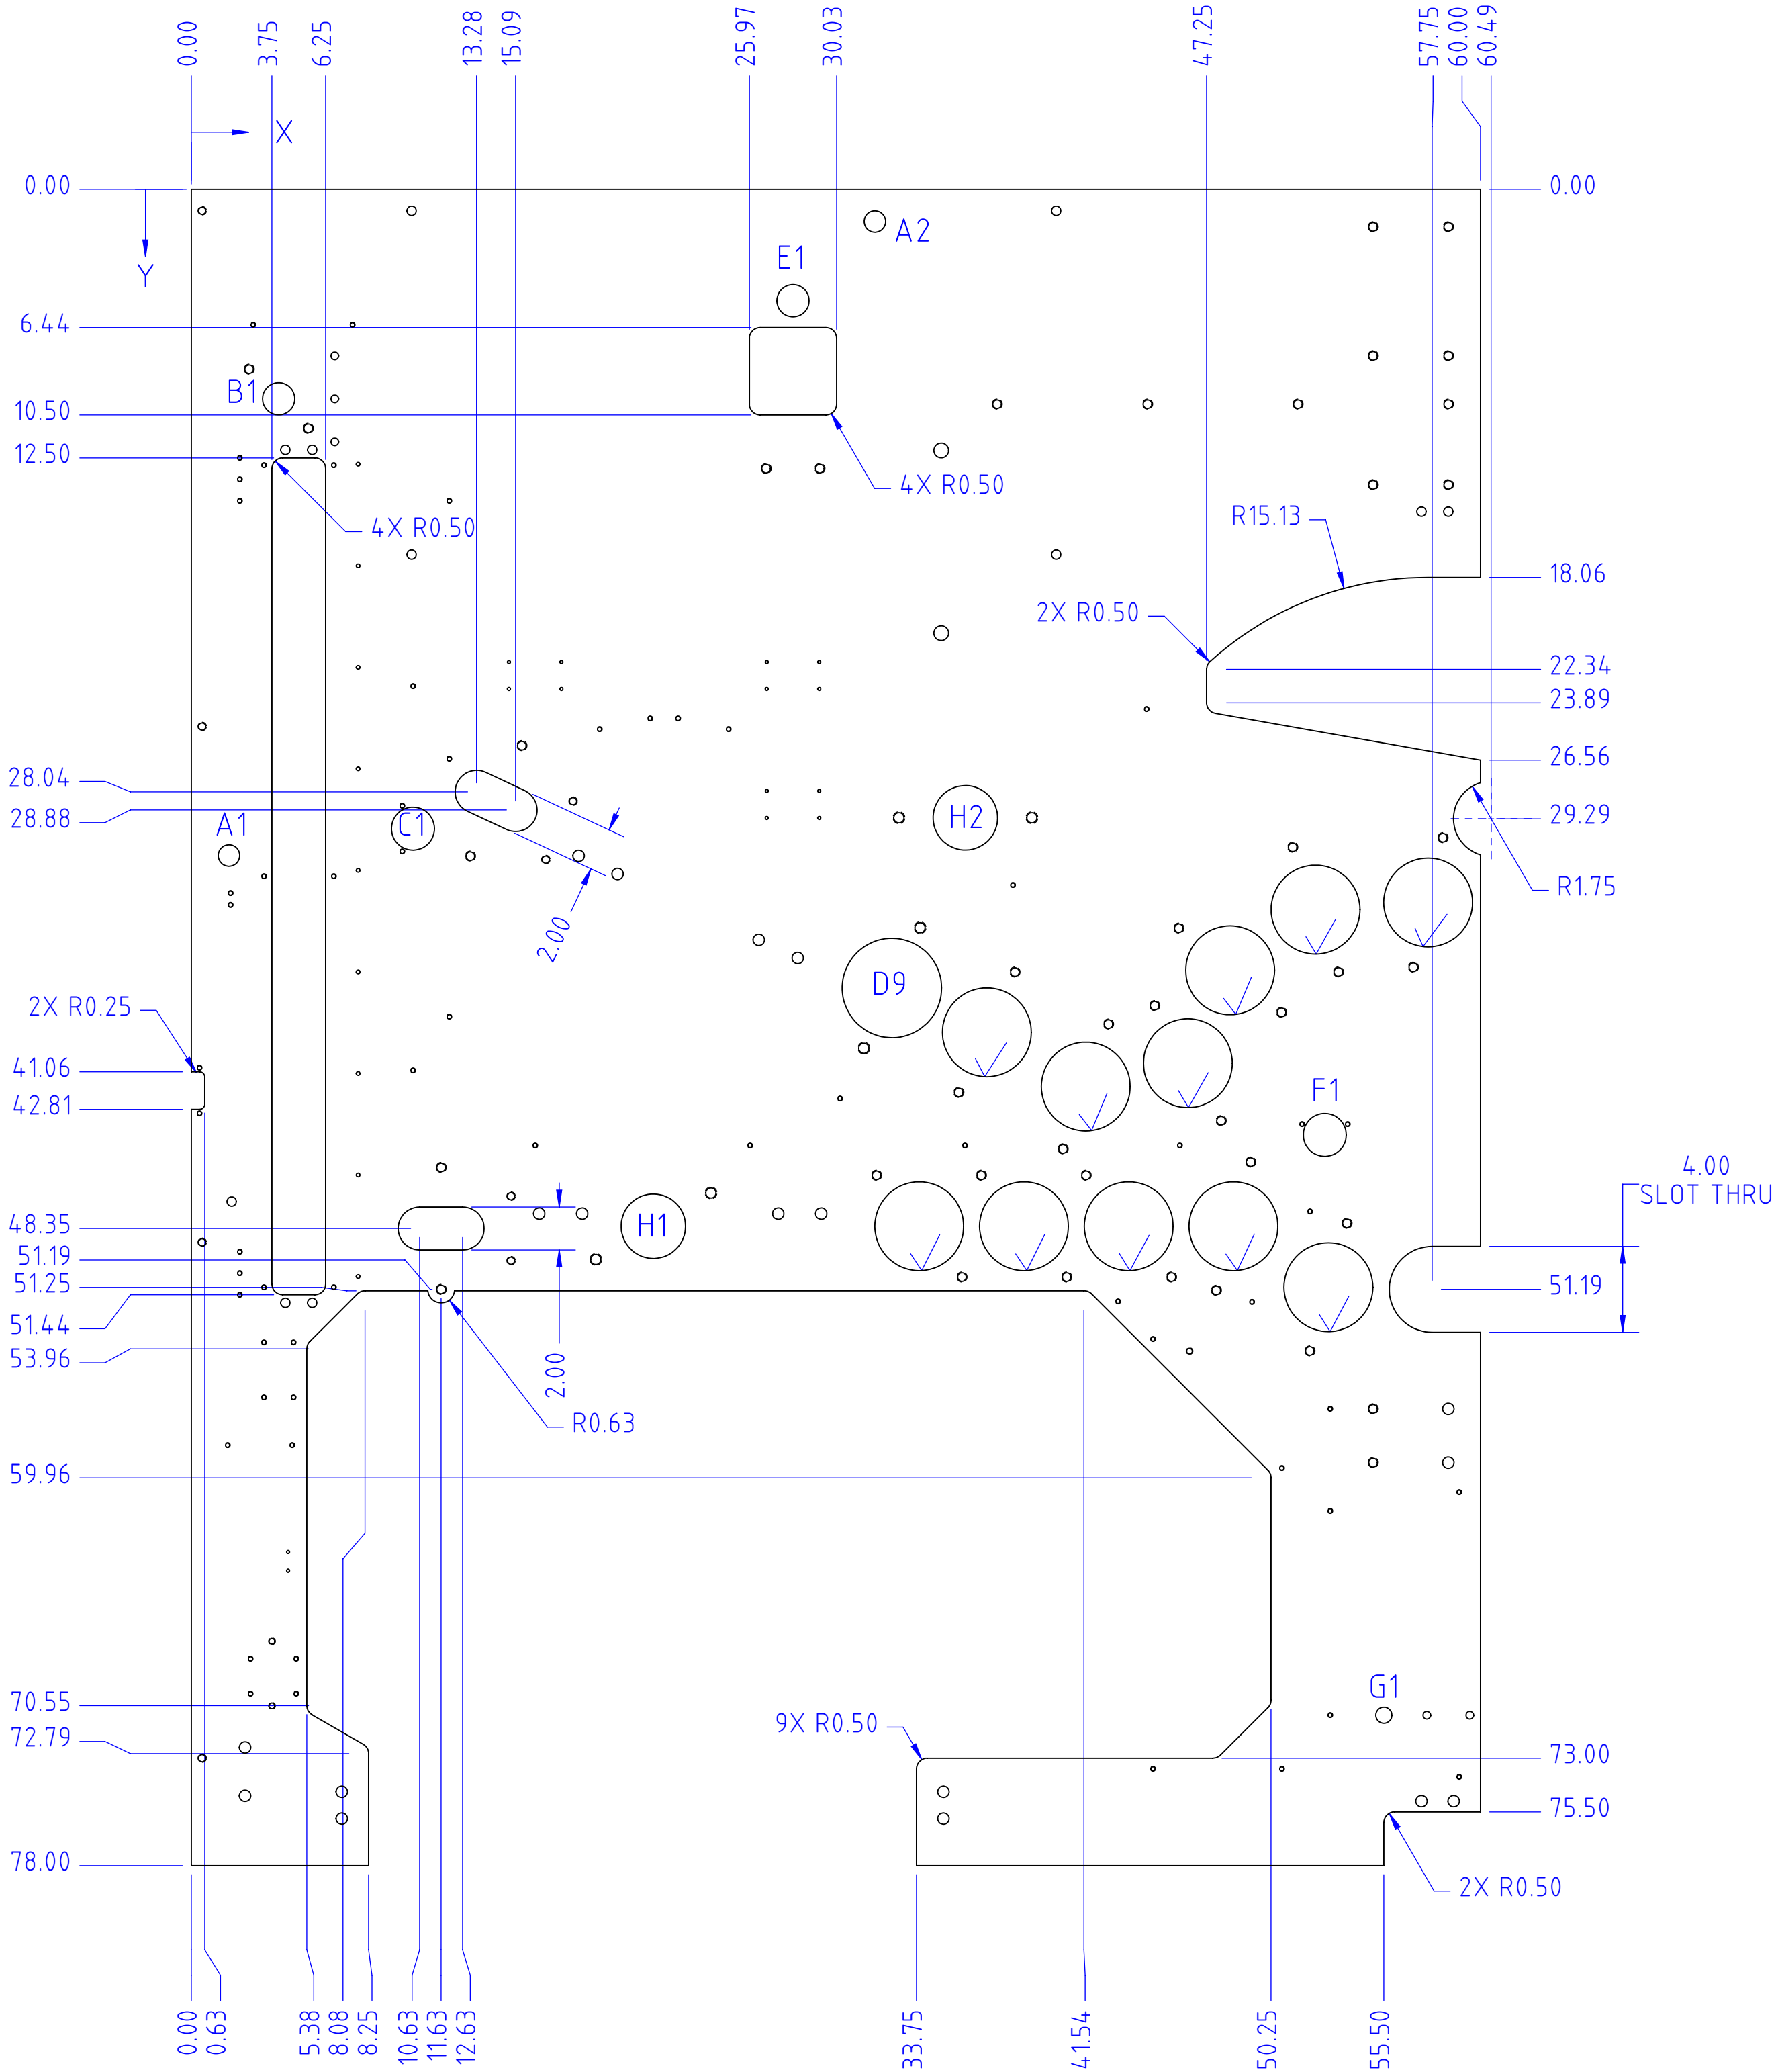 0.00
3.75
6.25
13.28
15.09
25.97
30.03
47.25
57.75
60.00
60.49
X
0.00
0.00
Y
A2
E1
6.44
B1
10.50
12.50
4X R0.50
4X R0.50
R15.13
18.06
2X R0.50
22.34
23.89
26.56
28.04
28.88
A1
C1
H2
29.29
R1.75
2.00
D9
2X R0.25
41.06
42.81
F1
4.00
SLOT THRU
48.35
H1
51.19
51.25
51.19
51.44
53.96
2.00
R0.63
59.96
70.55
G1
72.79
9X R0.50
73.00
75.50
78.00
2X R0.50
0.00
0.63
5.38
8.08
8.25
10.63
11.63
12.63
33.75
41.54
50.25
55.50